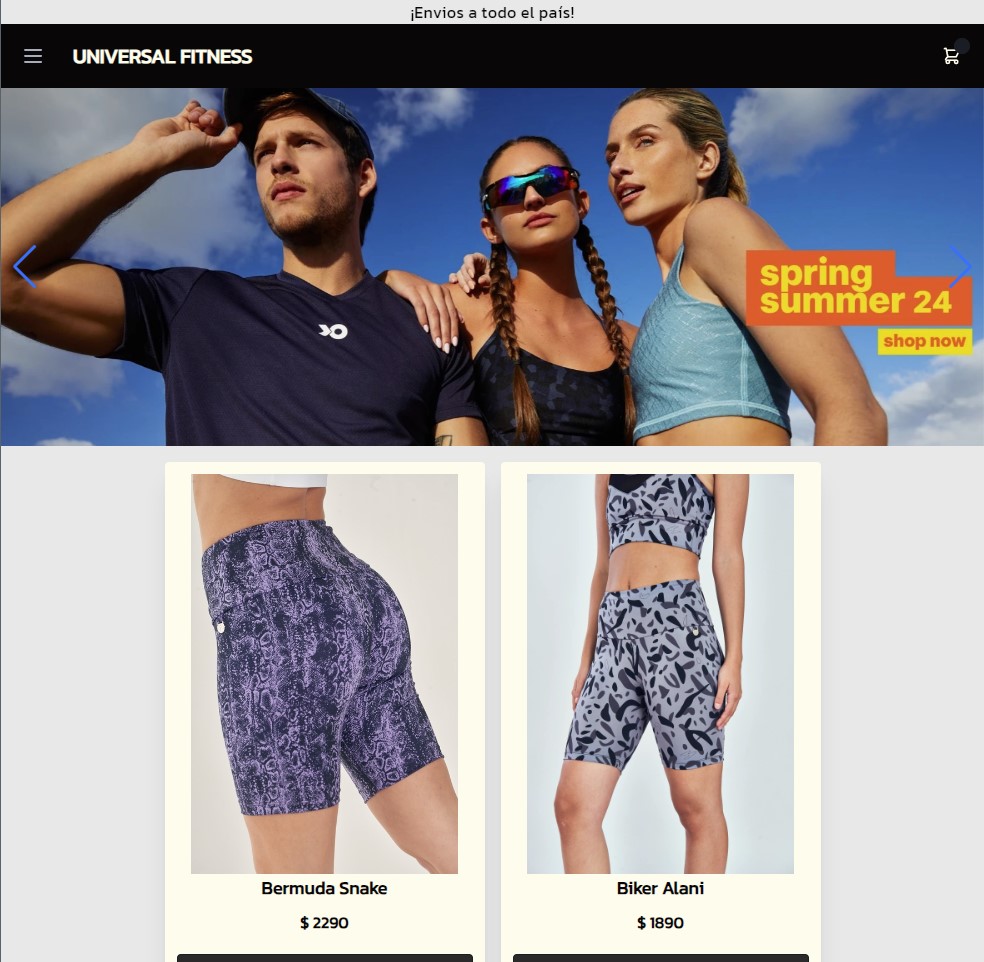 ¡Envios a todo el país!
UNIVERSAL FITNESS
spring
summer 24
shop now
Bermuda Snake
$ 2290
Biker Alani
$ 1890